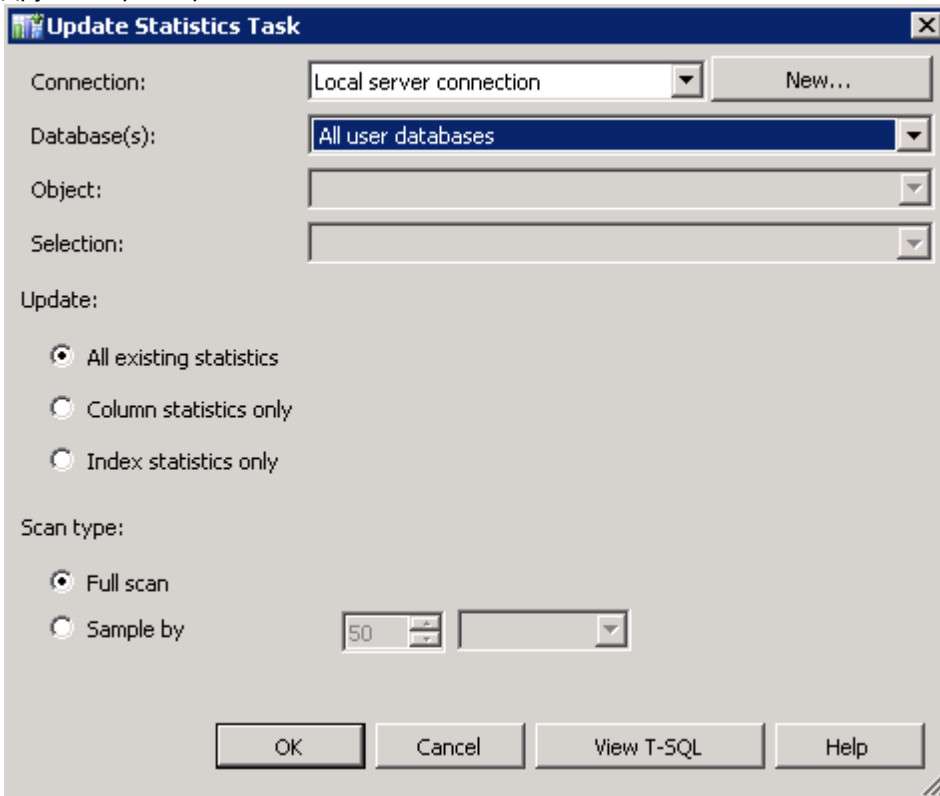 Update Statistics Task
Connection: Local server connection New...
Database(s): All user databases
Object:
Selection:
Update:
All existing statistics
Column statistics only
Index statistics only
Scan type:
Full scan
Sample by 50
OK Cancel View T-SQL Help